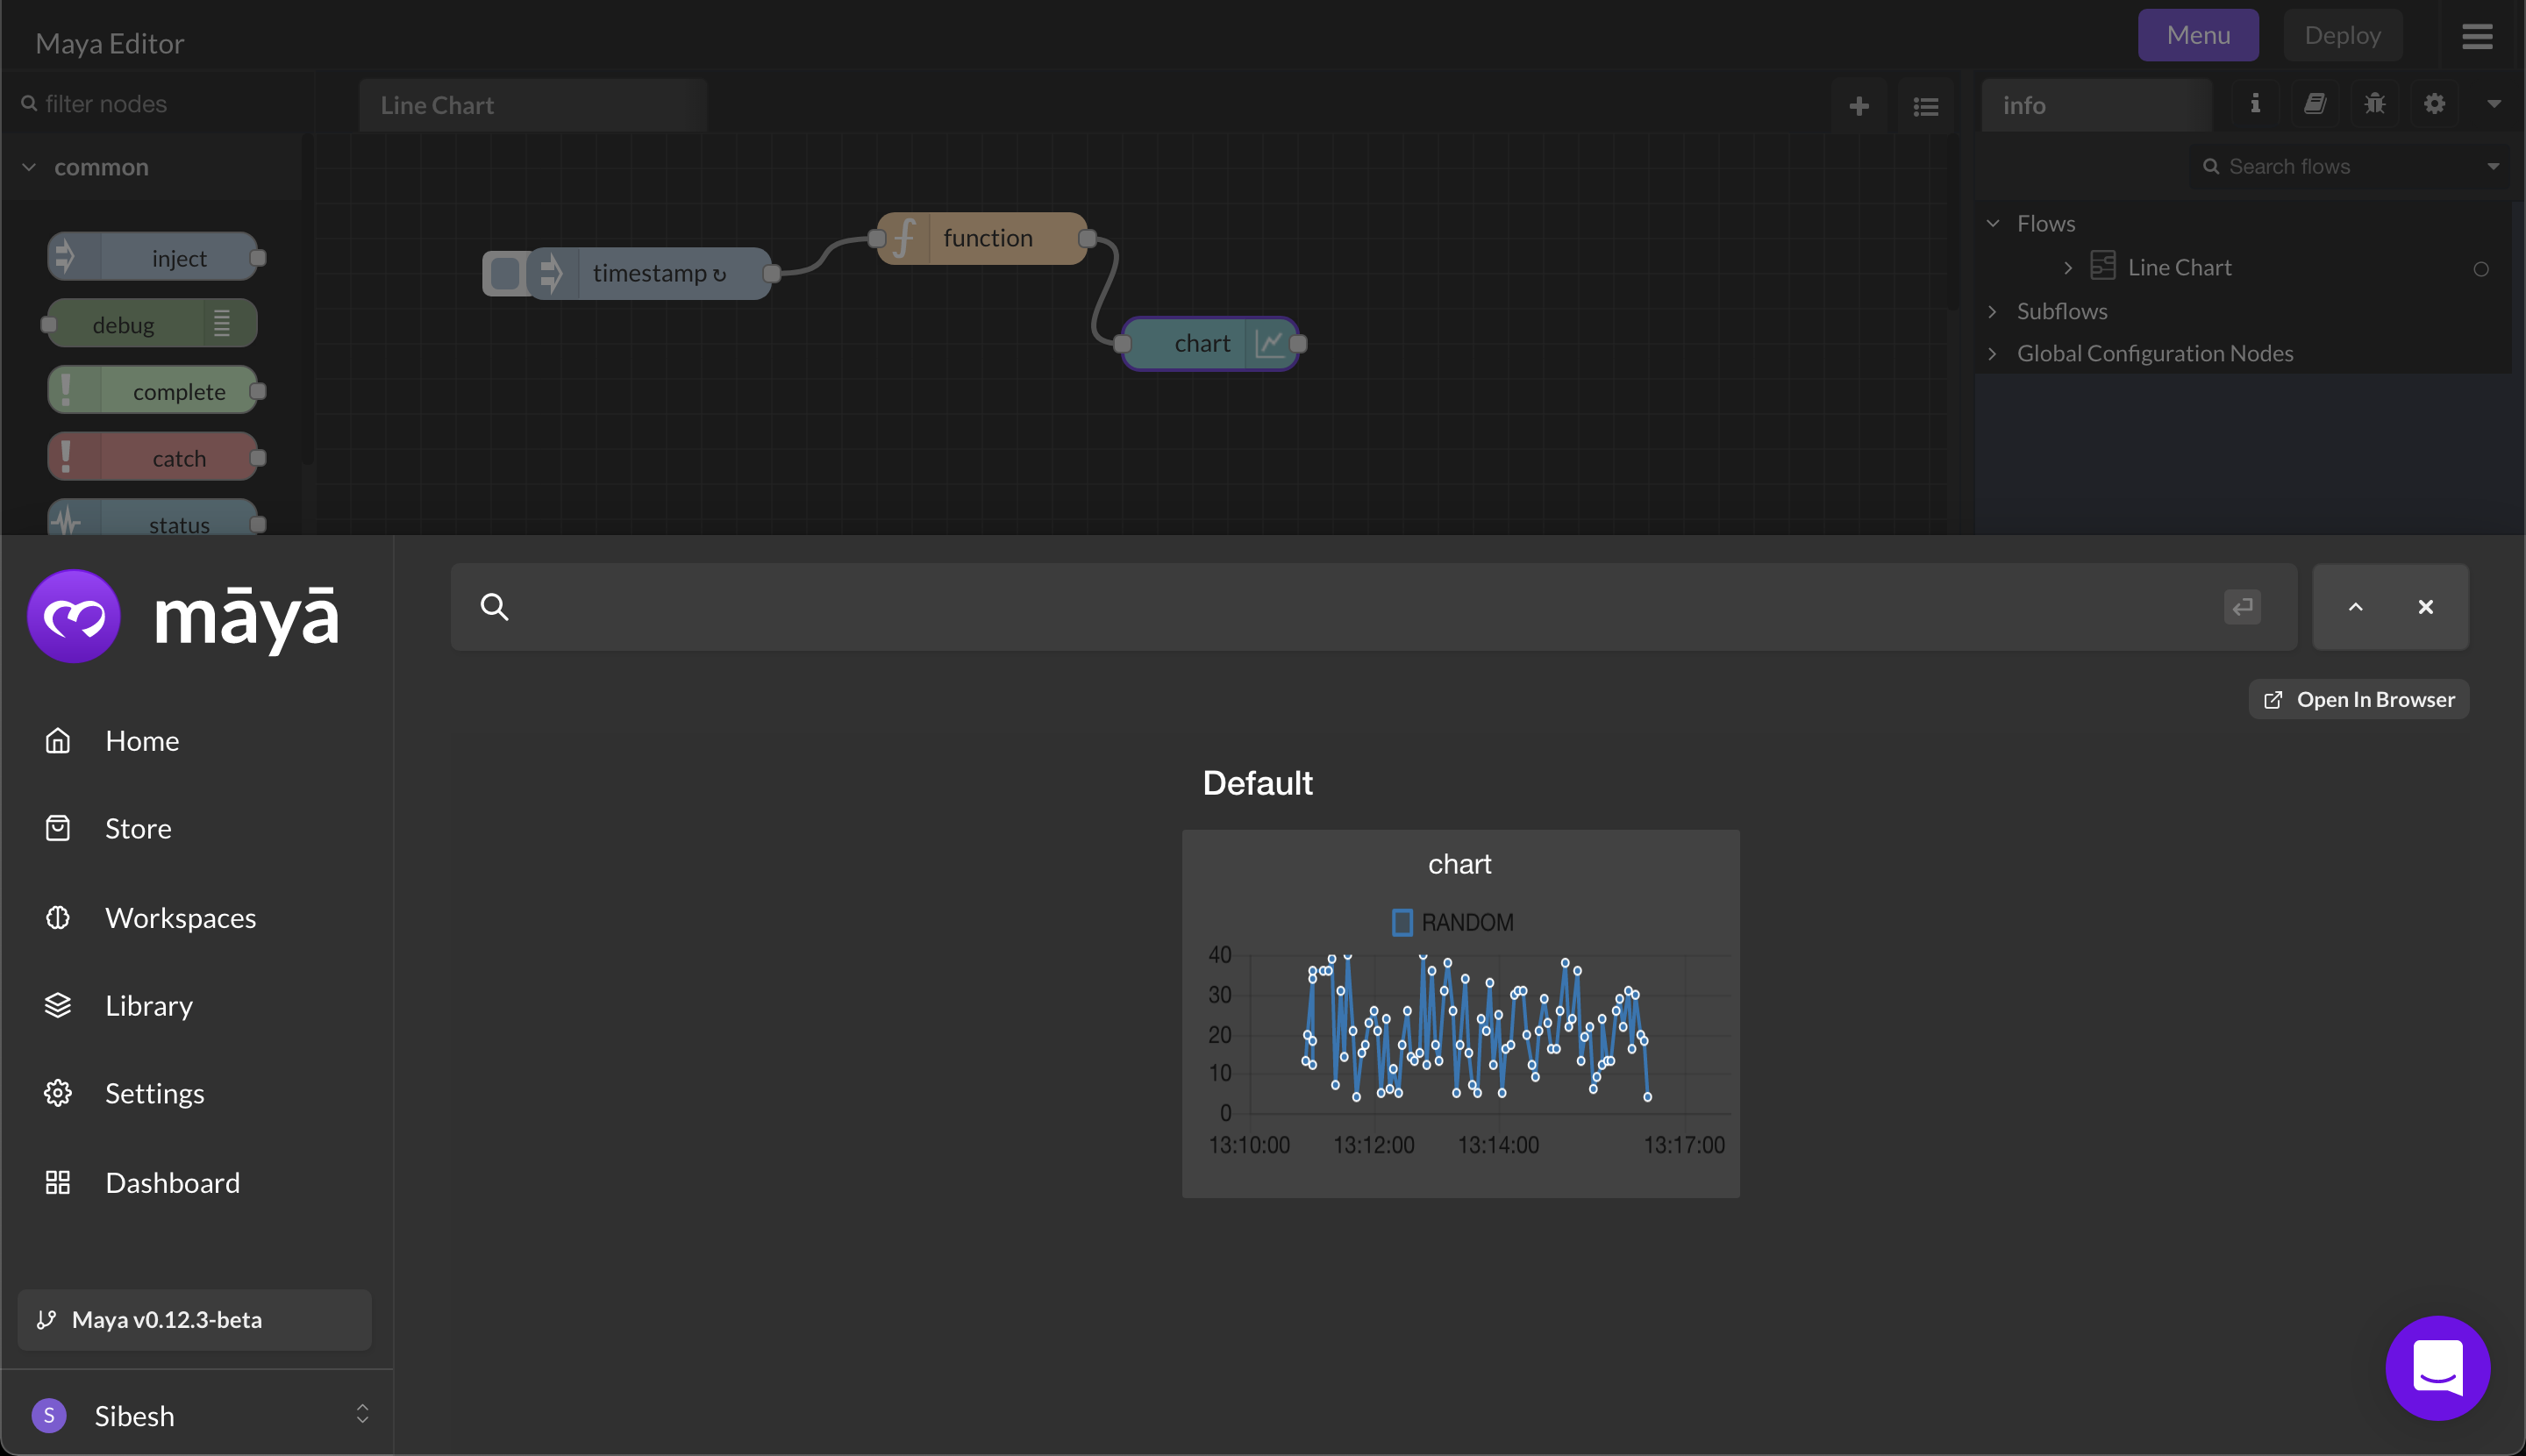 Maya Editor
Menu
Deploy
filter nodes
Line Chart
info
common
Search flows
inject
timestamp ↻
function
Flows
Line Chart
debug
chart
Subflows
Global Configuration Nodes
complete
catch
status
māyā
Open In Browser
Home
Default
Store
chart
Workspaces
RANDOM
40
30
20
10
0
13:10:00
13:12:00
13:14:00
13:17:00
Library
Settings
Dashboard
Maya v0.12.3-beta
S
Sibesh